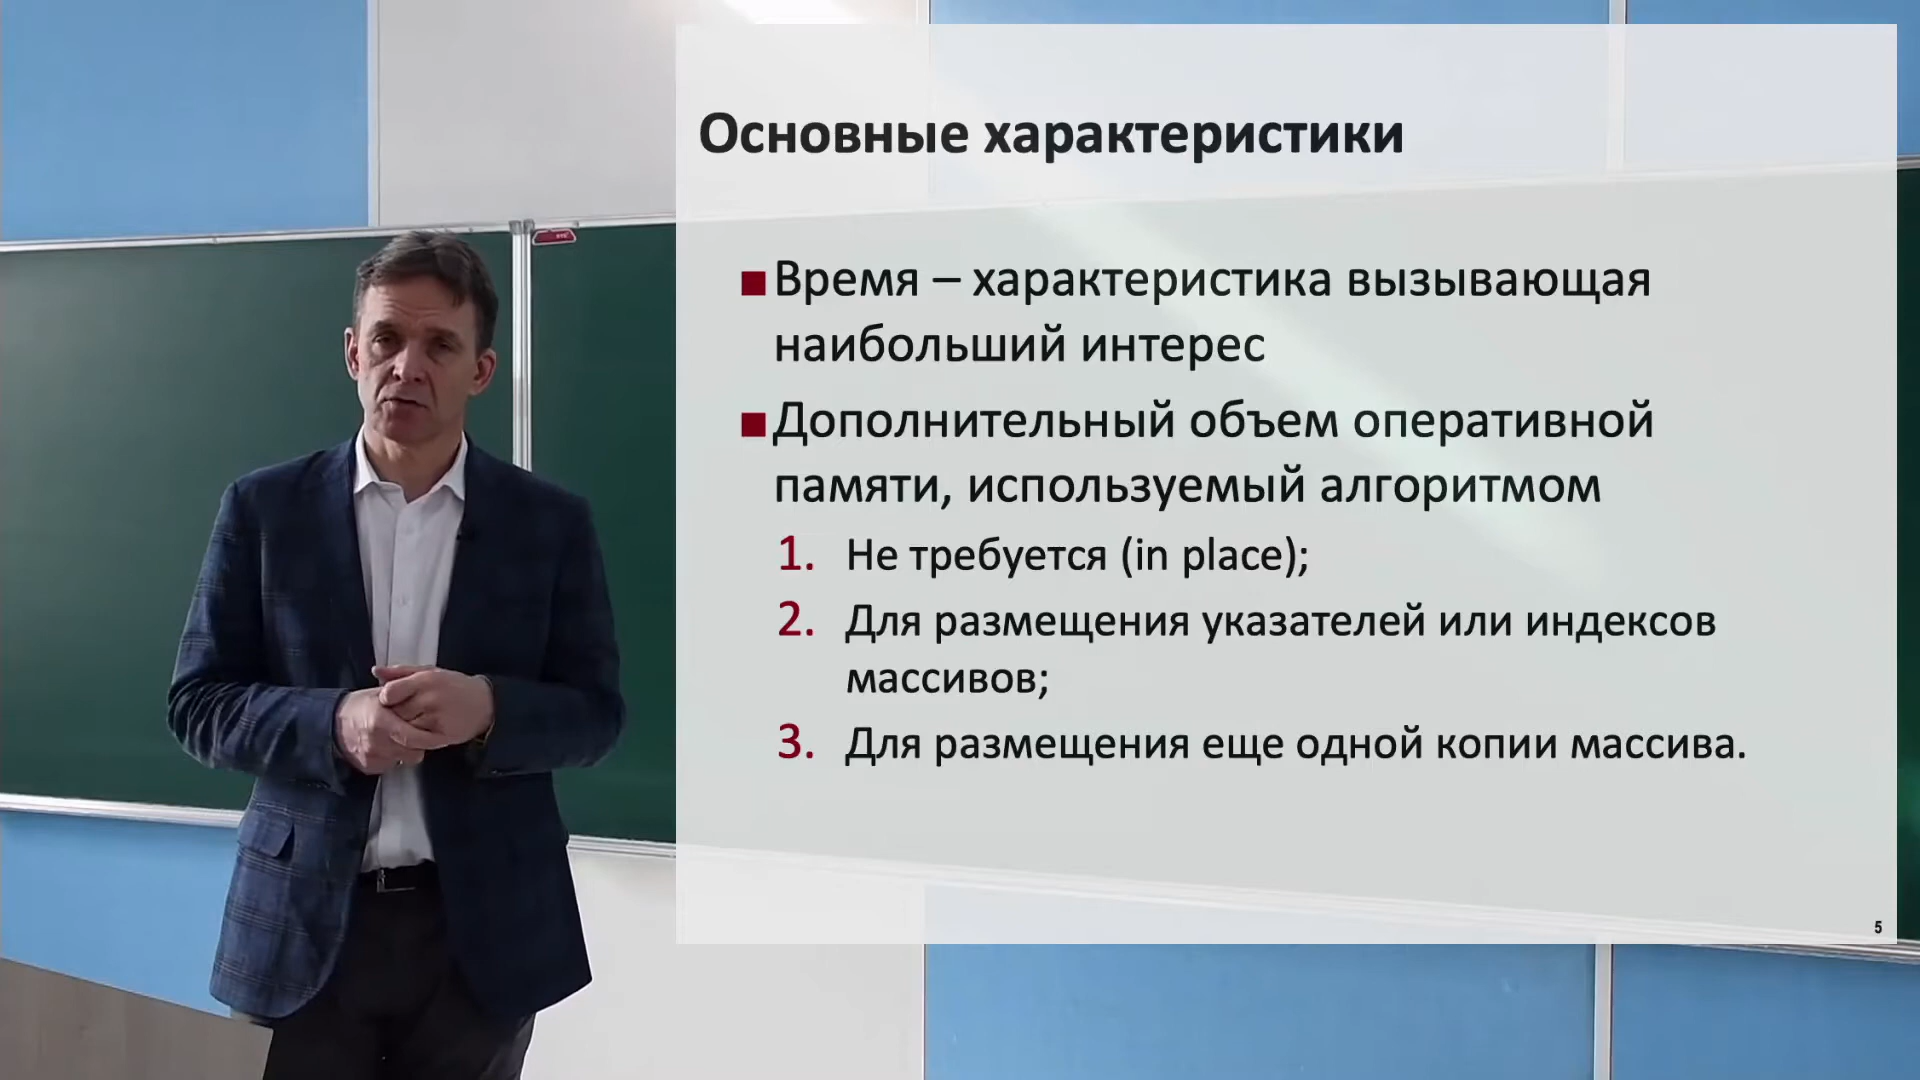 Основные характеристики
Время – характеристика вызывающая
наибольший интерес
Дополнительный объем оперативной
памяти, используемый алгоритмом
1. Не требуется (in place);
2. Для размещения указателей или индексов
массивов;
3. Для размещения еще одной копии массива.
5